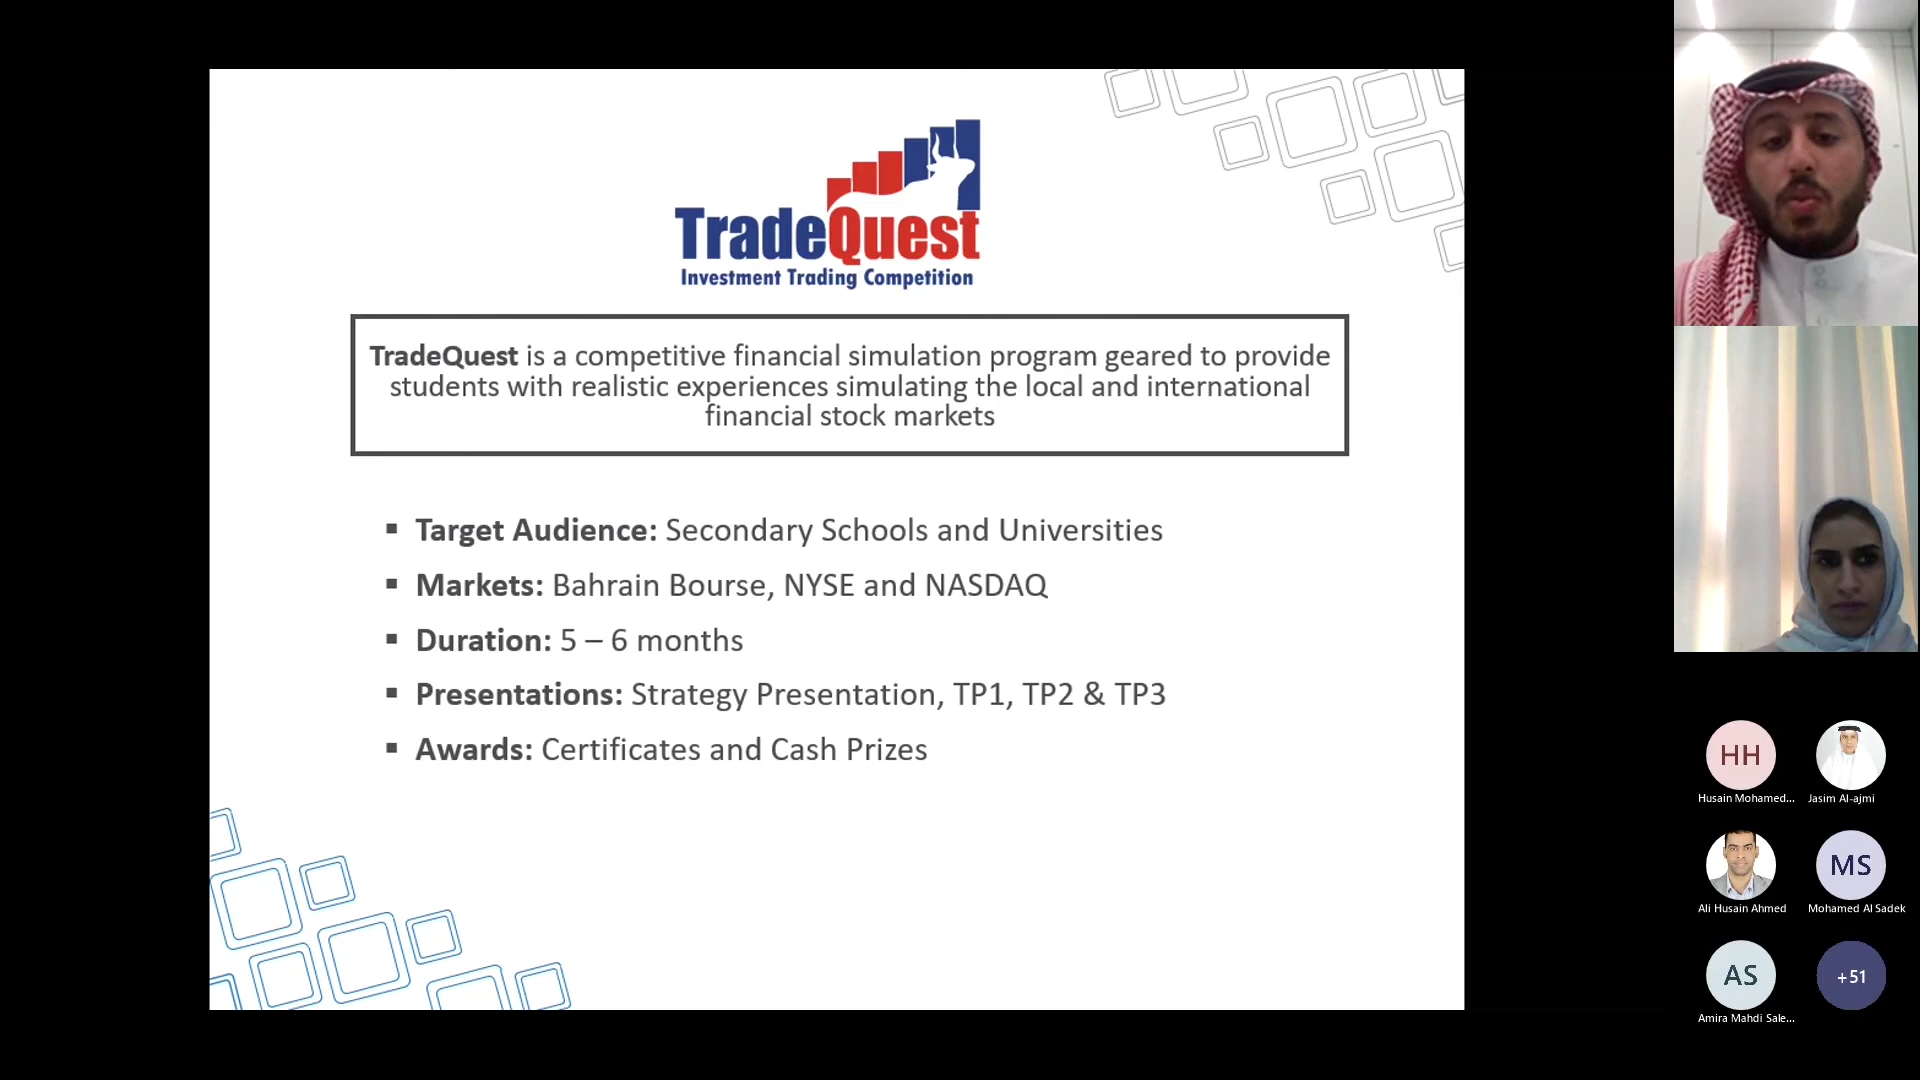 TradeQuest
Investment Trading Competition
TradeQuest is a competitive financial simulation program geared to provide
students with realistic experiences simulating the local and international
financial stock markets
▪ Target Audience: Secondary Schools and Universities
▪ Markets: Bahrain Bourse, NYSE and NASDAQ
▪ Duration: 5 – 6 months
▪ Presentations: Strategy Presentation, TP1, TP2 & TP3
▪ Awards: Certificates and Cash Prizes
HH
Husain Mohamed...
Jasim Al-ajmi
Ali Husain Ahmed
MS
Mohamed Al Sadek
AS
Amira Mahdi Sale...
+51